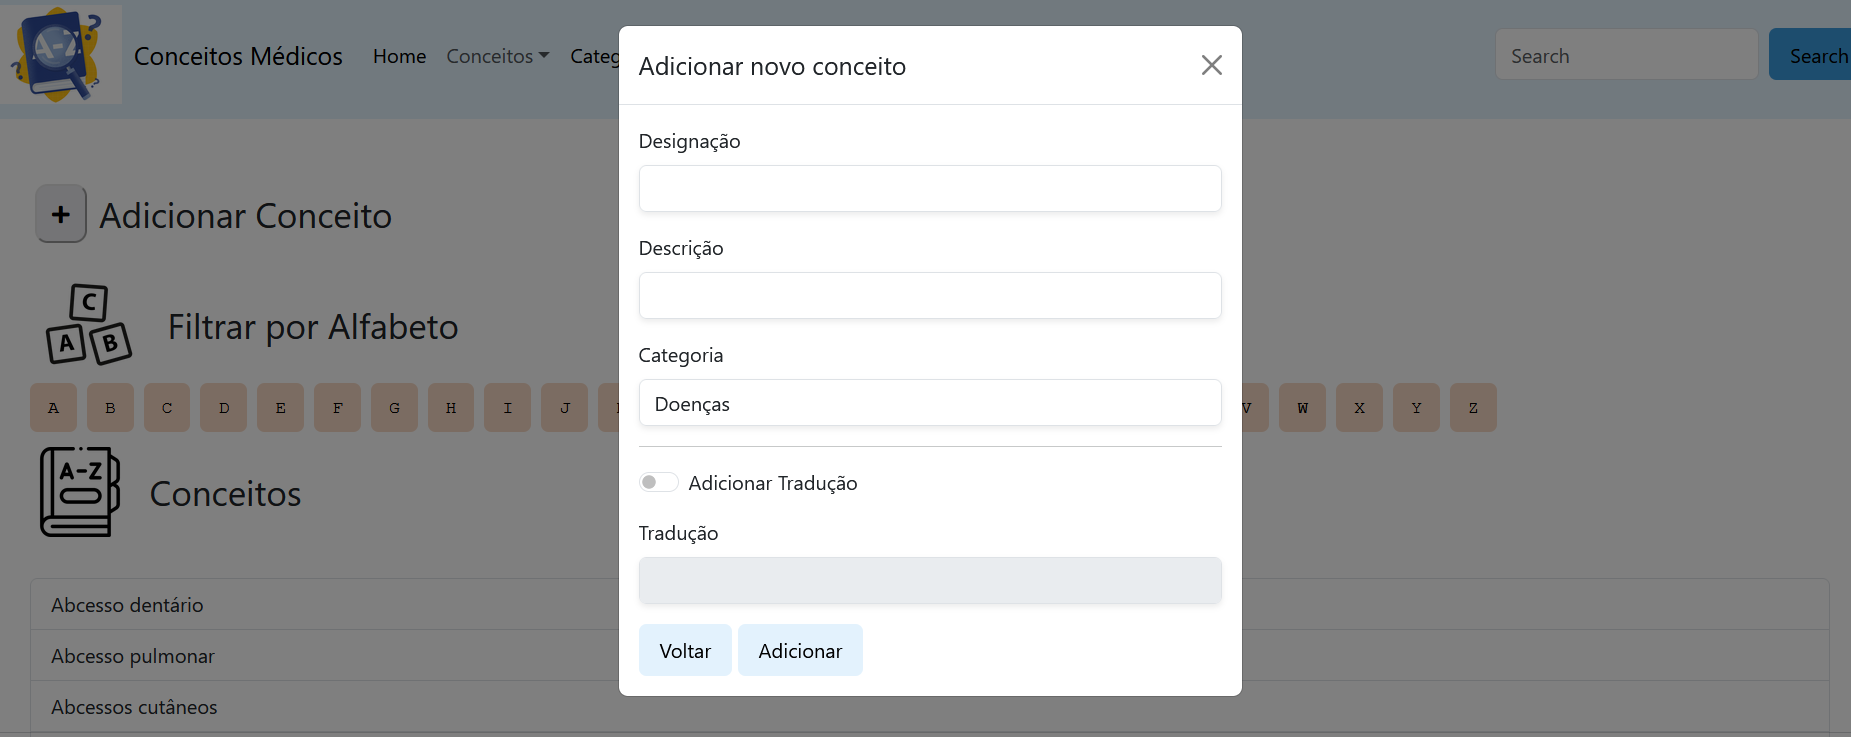 Conceitos Médicos Home Conceitos Categ Search Search
Adicionar novo conceito
Designação
Descrição
Categoria
Doenças
Adicionar Tradução
Tradução
Voltar Adicionar
+ Adicionar Conceito
C
A B
Filtrar por Alfabeto
A B C D E F G H I J V W X Y Z
A-Z
Conceitos
Abcesso dentário
Abcesso pulmonar
Abcessos cutâneos